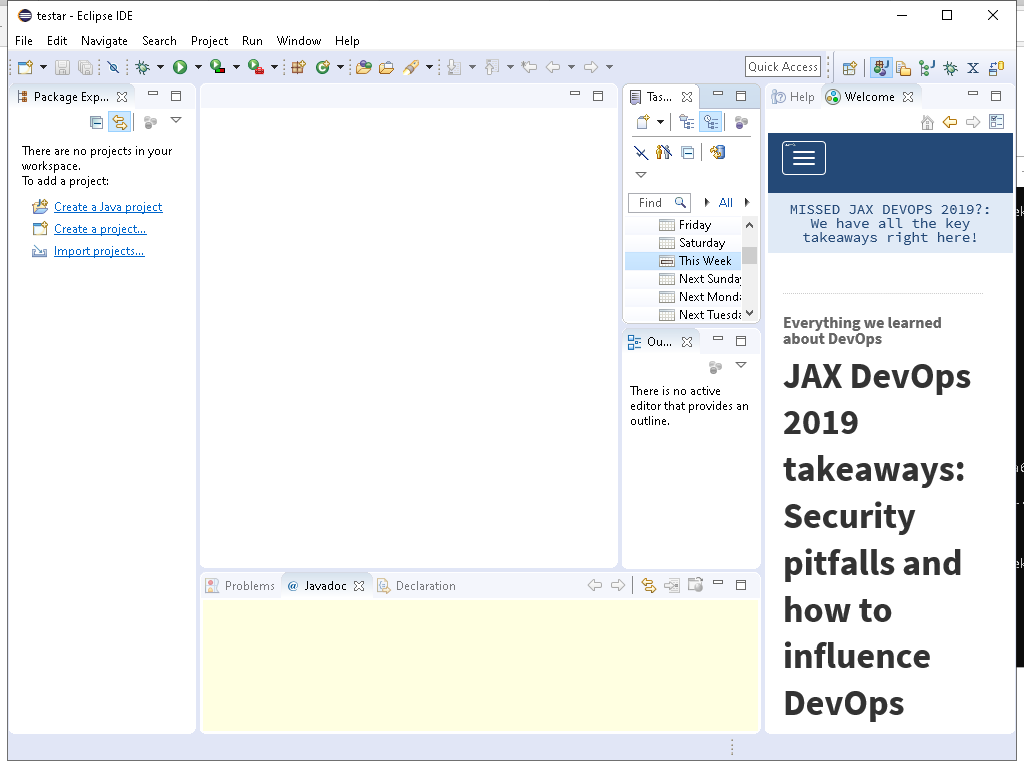 testar - Eclipse IDE
File Edit Navigate Search Project Run Window Help
Quick Access
Package Exp...
There are no projects in your
workspace.
To add a project:
Create a Java project
Create a project...
Import projects...
Tas...
Find
All
Friday
Saturday
This Week
Next Sunday
Next Monda
Next Tuesda
Ou...
There is no active
editor that provides an
outline.
Problems @ Javadoc Declaration
Help Welcome
MISSED JAX DEVOPS 2019?:
We have all the key
takeaways right here!
Everything we learned
about DevOps
JAX DevOps
2019
takeaways:
Security
pitfalls and
how to
influence
DevOps